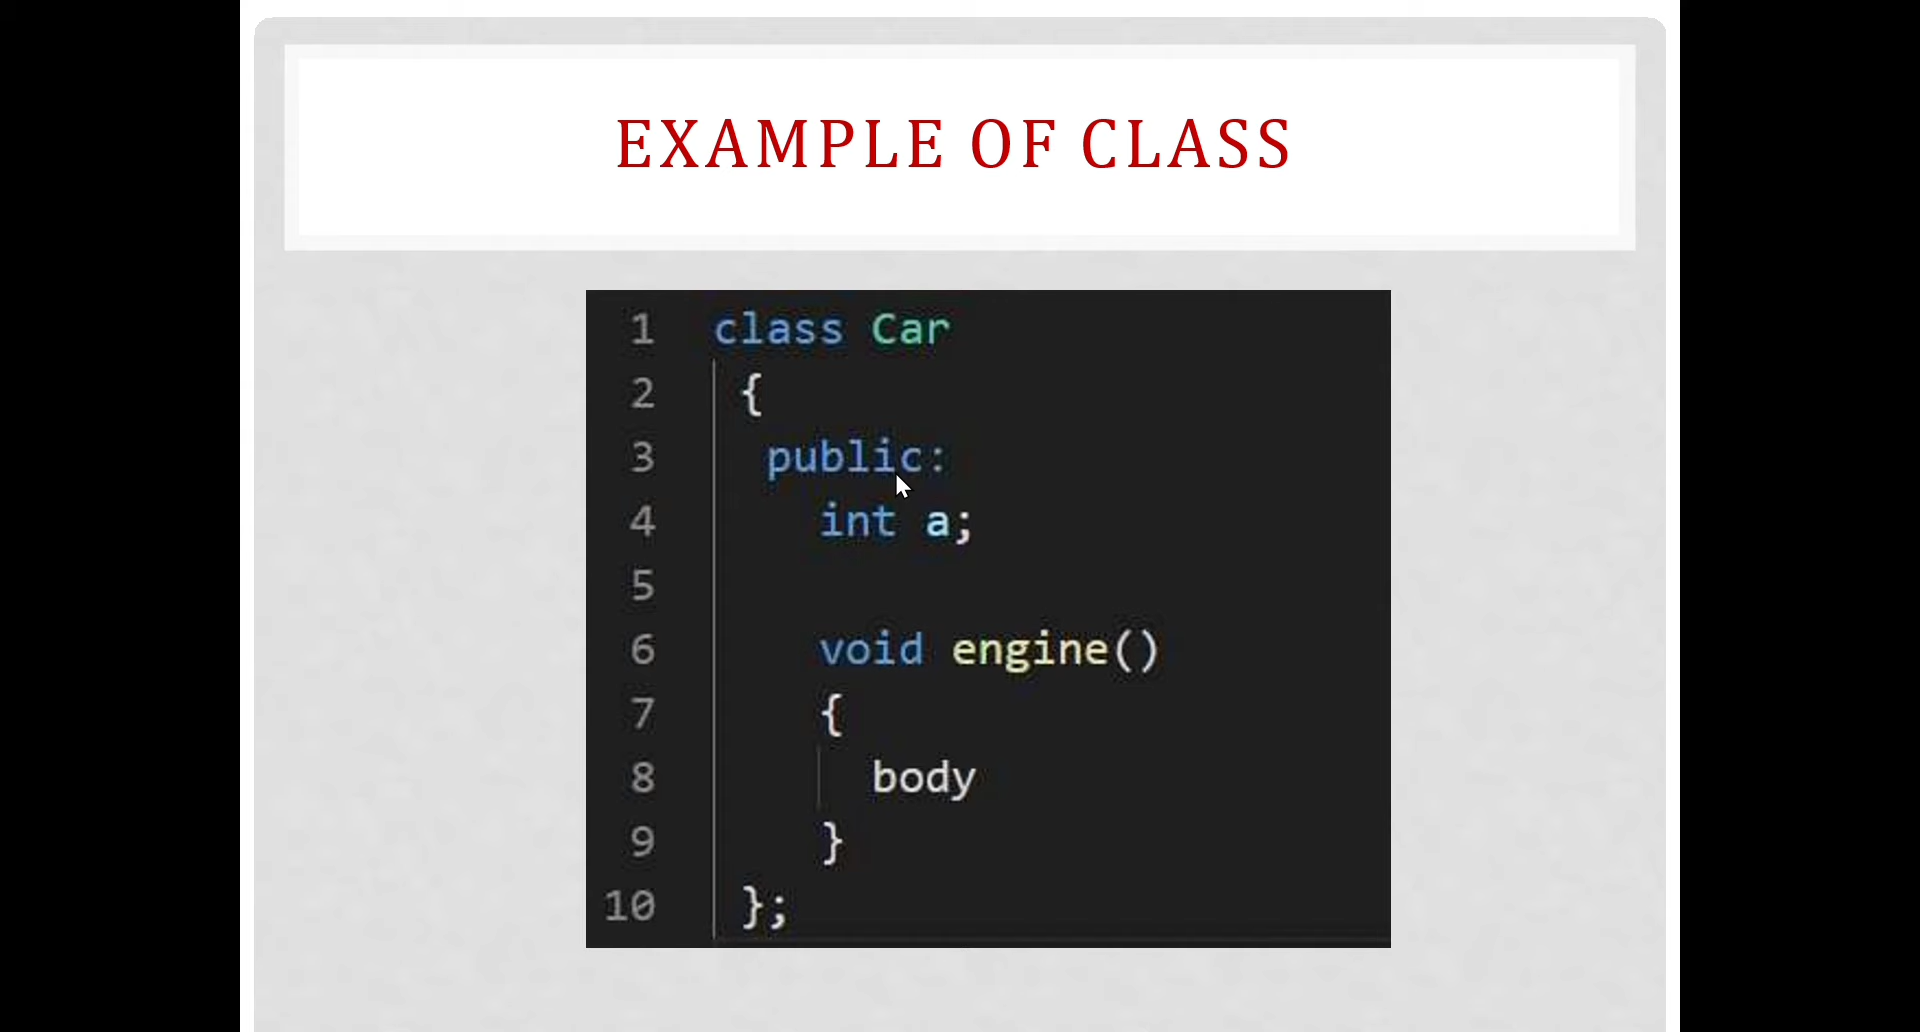 EXAMPLE OF CLASS
1 class Car
2 {
3 public:
4 int a;
5
6 void engine()
7 {
8 body
9 }
10 };